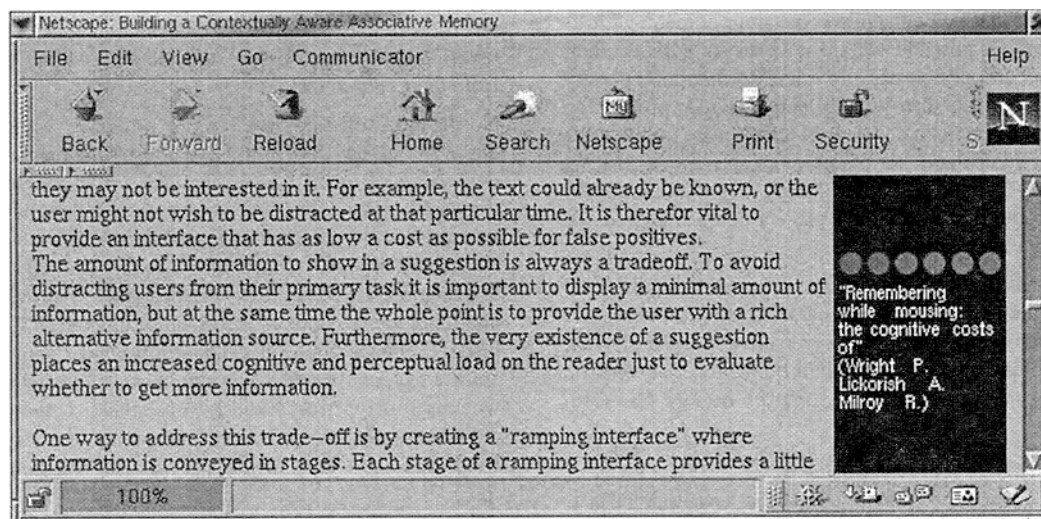 Netscape: Building a Contextually Aware Associative Memory
File Edit View Go Communicator Help
Back Forward Reload Home Search Netscape Print Security S
My
N
they may not be interested in it. For example, the text could already be known, or the
user might not wish to be distracted at that particular time. It is therefor vital to
provide an interface that has as low a cost as possible for false positives.
The amount of information to show in a suggestion is always a tradeoff. To avoid
distracting users from their primary task it is important to display a minimal amount of
information, but at the same time the whole point is to provide the user with a rich
alternative information source. Furthermore, the very existence of a suggestion
places an increased cognitive and perceptual load on the reader just to evaluate
whether to get more information.
One way to address this trade-off is by creating a "ramping interface" where
information is conveyed in stages. Each stage of a ramping interface provides a little
"Remembering
while mousing:
the cognitive costs
of"
(Wright P.
Lickorish A.
Milroy R.)
100%